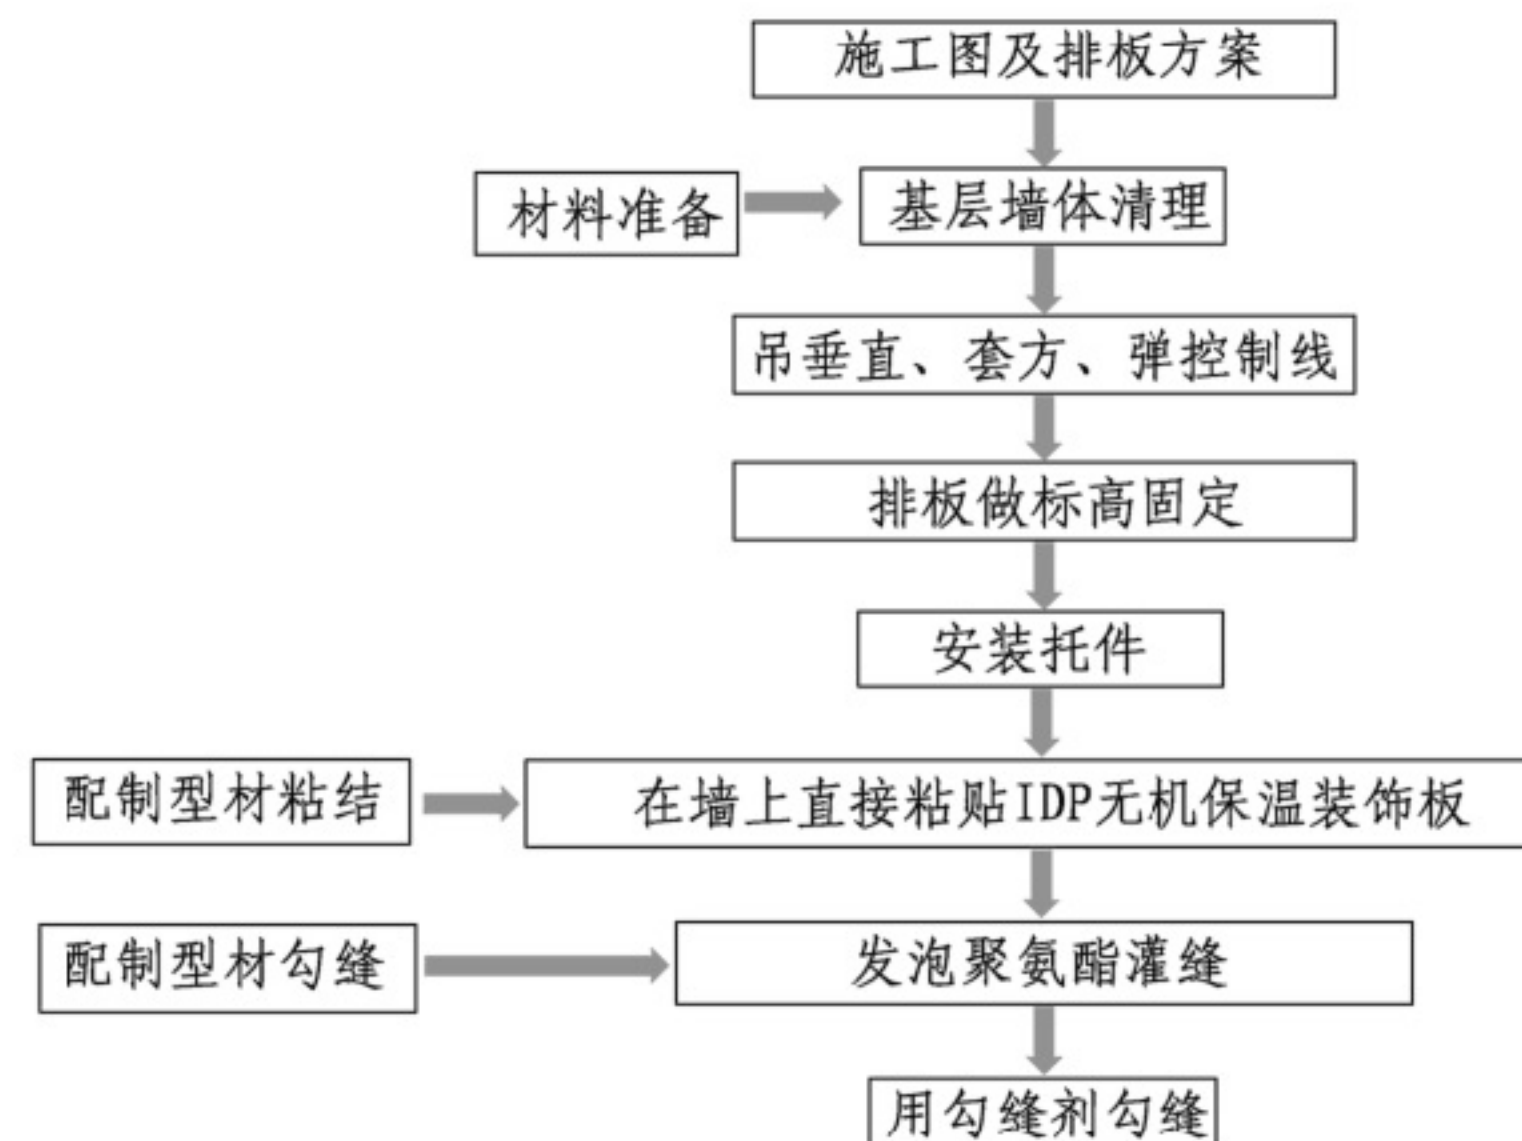 施工图及排板方案
材料准备
基层墙体清理
吊垂直、套方、弹控制线
排板做标高固定
安装托件
配制型材粘结
在墙上直接粘贴IDP无机保温装饰板
配制型材勾缝
发泡聚氨酯灌缝
用勾缝剂勾缝